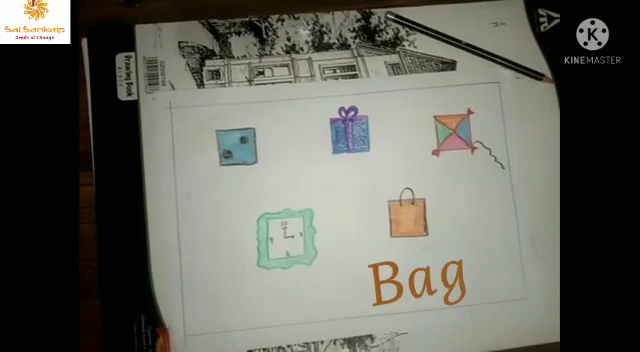 Sai Sankalp
Seeds of Change
Drawing Book
KINEMASTER
Bag